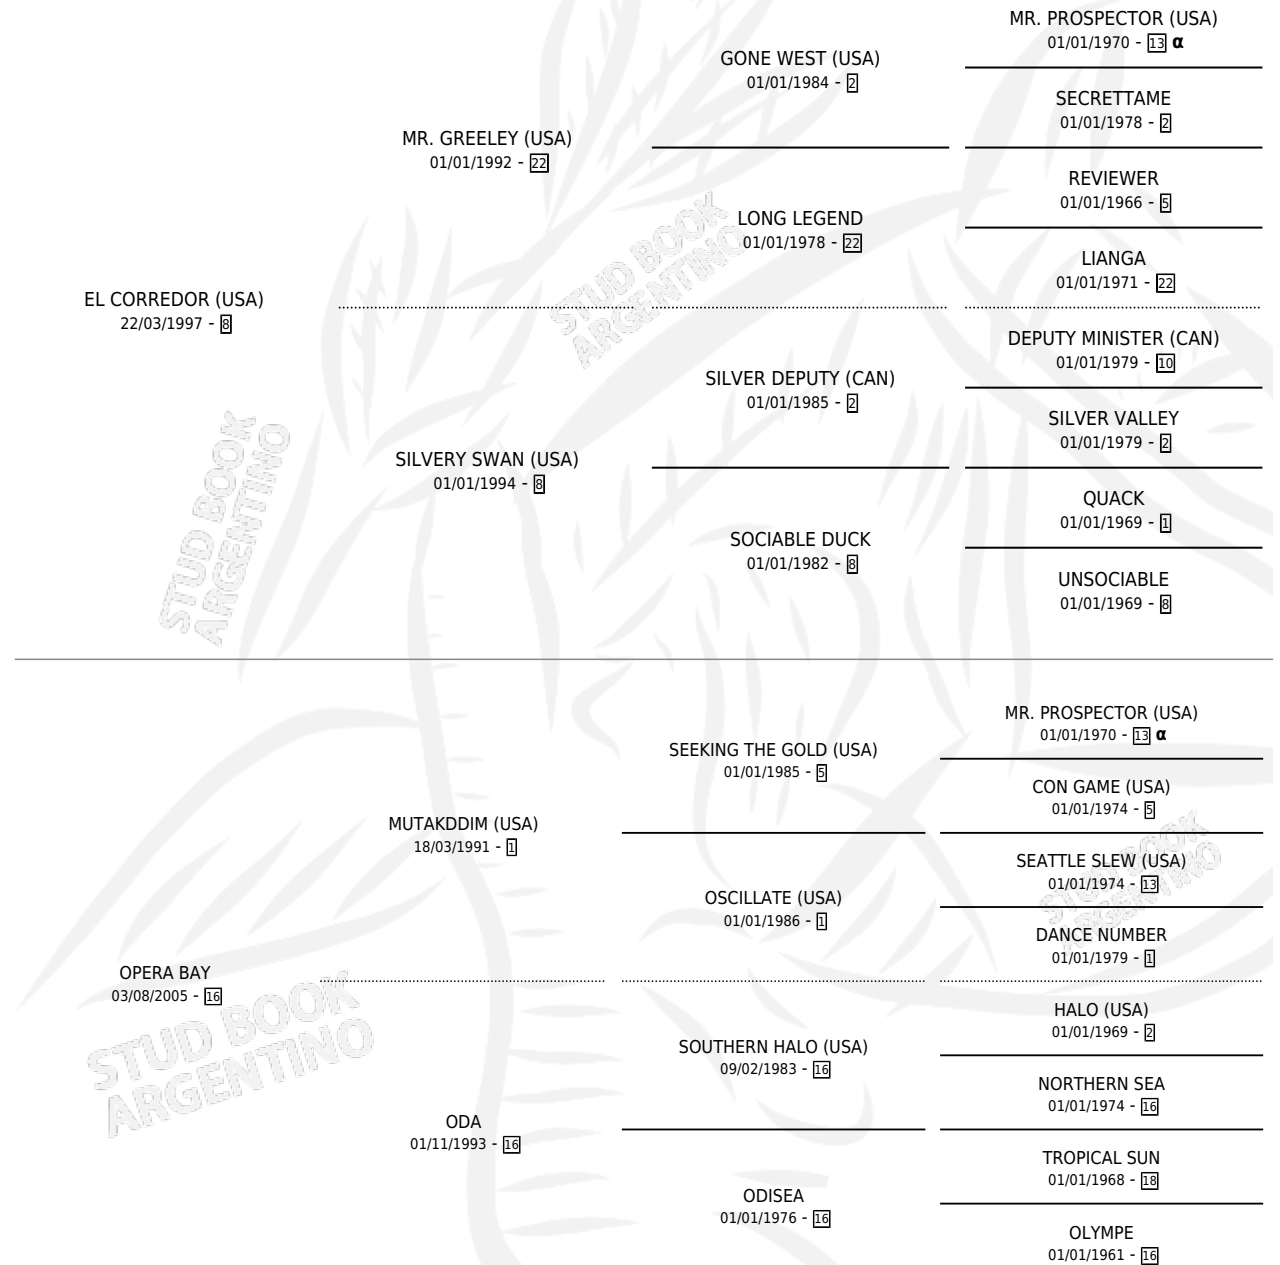 MR. PROSPECTOR (USA)
01/01/1970 - 13 α
GONE WEST (USA)
01/01/1984 - 2
SECRETTAME
01/01/1978 - 2
MR. GREELEY (USA)
01/01/1992 - 22
REVIEWER
01/01/1966 - 5
LONG LEGEND
01/01/1978 - 22
LIANGA
01/01/1971 - 22
EL CORREDOR (USA)
22/03/1997 - 8
DEPUTY MINISTER (CAN)
01/01/1979 - 10
SILVER DEPUTY (CAN)
01/01/1985 - 2
SILVER VALLEY
01/01/1979 - 2
SILVERY SWAN (USA)
01/01/1994 - 8
QUACK
01/01/1969 - 1
SOCIABLE DUCK
01/01/1982 - 8
UNSOCIABLE
01/01/1969 - 8
MR. PROSPECTOR (USA)
01/01/1970 - 13 α
SEEKING THE GOLD (USA)
01/01/1985 - 5
CON GAME (USA)
01/01/1974 - 5
MUTAKDDIM (USA)
18/03/1991 - 1
SEATTLE SLEW (USA)
01/01/1974 - 13
OSCILLATE (USA)
01/01/1986 - 1
DANCE NUMBER
01/01/1979 - 1
OPERA BAY
03/08/2005 - 16
HALO (USA)
01/01/1969 - 2
SOUTHERN HALO (USA)
09/02/1983 - 16
NORTHERN SEA
01/01/1974 - 16
ODA
01/11/1993 - 16
TROPICAL SUN
01/01/1968 - 18
ODISEA
01/01/1976 - 16
OLYMPE
01/01/1961 - 16
STUD BOOK
ARGENTINO
STUD BOOK
ARGENTINO
STUD BOOK
ARGENTINO
STUD BOOK
ARGENTINO